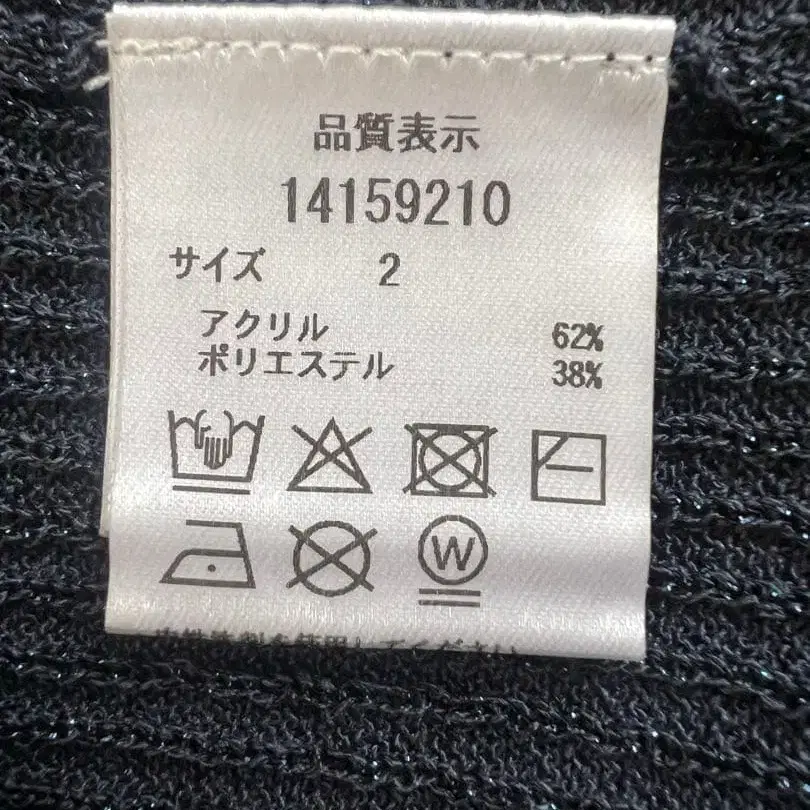 品質表示
14159210
サイズ 2
アクリル 62%
ポリエステル 38%
W